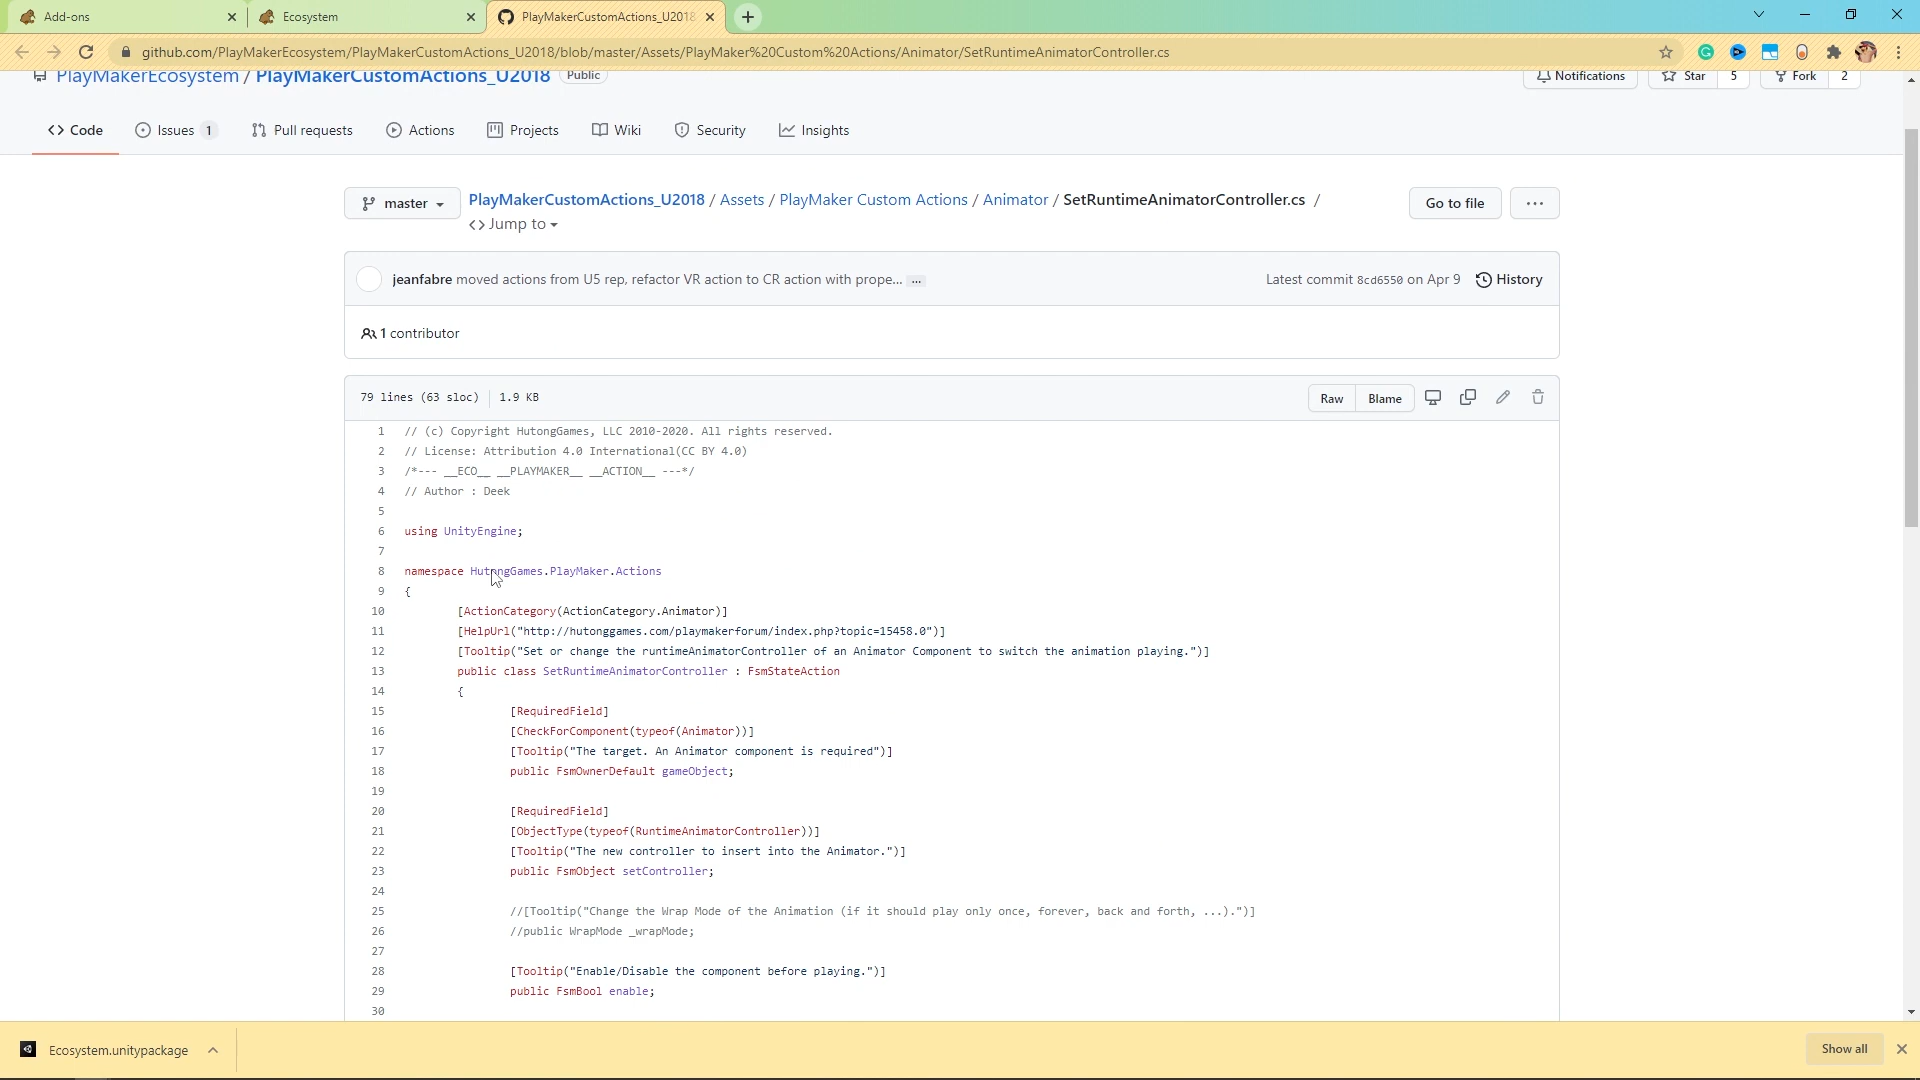 Add-ons
Ecosystem
PlayMakerCustomActions_U2018
github.com/PlayMakerEcosystem/PlayMakerCustomActions_U2018/blob/master/Assets/PlayMaker%20Custom%20Actions/Animator/SetRuntimeAnimatorController.cs
PlayMakerEcosystem / PlayMakerCustomActions_U2018 Public
Notifications Star 5 Fork 2
Code Issues 1 Pull requests Actions Projects Wiki Security Insights
master PlayMakerCustomActions_U2018 / Assets / PlayMaker Custom Actions / Animator / SetRuntimeAnimatorController.cs / Go to file ...
<> Jump to
jeanfabre moved actions from U5 rep, refactor VR action to CR action with prope... ... Latest commit 8cd6550 on Apr 9 History
1 contributor
79 lines (63 sloc) 1.9 KB Raw Blame
1 // (c) Copyright HutongGames, LLC 2010-2020. All rights reserved.
2 // License: Attribution 4.0 International(CC BY 4.0)
3 /*--- __ECO__ __PLAYMAKER__ __ACTION__ ---*/
4 // Author : Deek
5
6 using UnityEngine;
7
8 namespace HutongGames.PlayMaker.Actions
9 {
10 [ActionCategory(ActionCategory.Animator)]
11 [HelpUrl("http://hutonggames.com/playmakerforum/index.php?topic=15458.0")]
12 [Tooltip("Set or change the runtimeAnimatorController of an Animator Component to switch the animation playing.")]
13 public class SetRuntimeAnimatorController : FsmStateAction
14 {
15 [RequiredField]
16 [CheckForComponent(typeof(Animator))]
17 [Tooltip("The target. An Animator component is required")]
18 public FsmOwnerDefault gameObject;
19
20 [RequiredField]
21 [ObjectType(typeof(RuntimeAnimatorController))]
22 [Tooltip("The new controller to insert into the Animator.")]
23 public FsmObject setController;
24
25 //[Tooltip("Change the Wrap Mode of the Animation (if it should play only once, forever, back and forth, ...).")]
26 //public WrapMode _wrapMode;
27
28 [Tooltip("Enable/Disable the component before playing.")]
29 public FsmBool enable;
30
Ecosystem.unitypackage
Show all